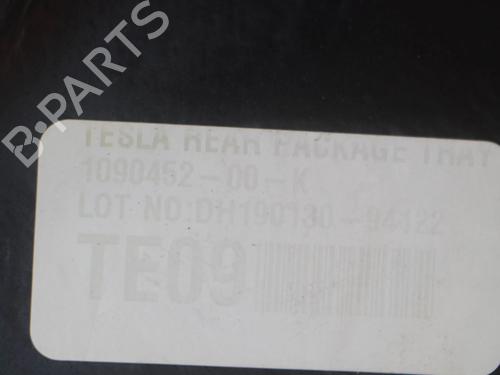 B-PARTS
TESLA REAR PACKAGE TRAY
1090452-00-K
LOT NO:DH190130-94122
TE09